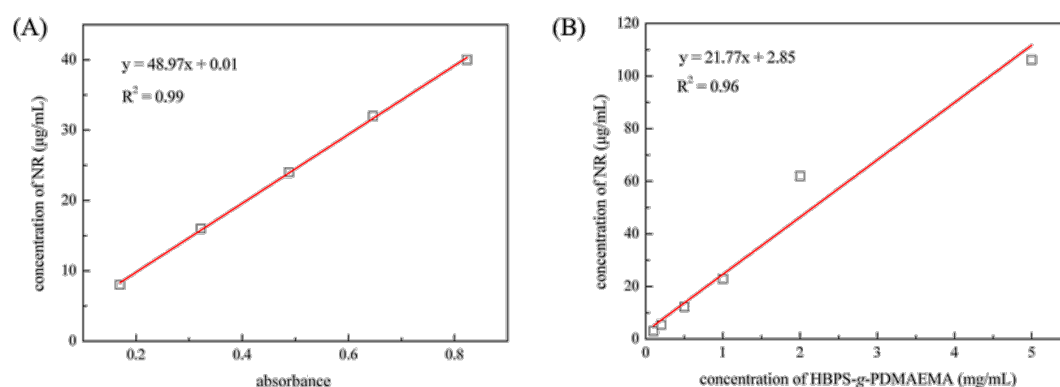 (A)
y = 48.97x + 0.01
R² = 0.99
concentration of NR (µg/mL)
40
30
20
10
0
0.2 0.4 0.6 0.8
absorbance
(B)
y = 21.77x + 2.85
R² = 0.96
concentration of NR (µg/mL)
120
100
80
60
40
20
0
0 1 2 3 4 5
concentration of HBPS-g-PDMAEMA (mg/mL)